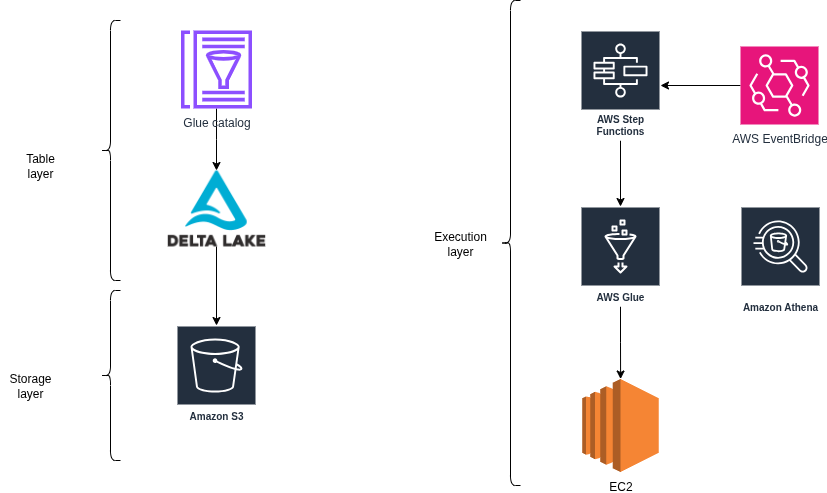 Table
layer
Glue catalog
DELTA LAKE
Storage
layer
Amazon S3
Execution
layer
AWS Step
Functions
AWS EventBridge
AWS Glue
Amazon Athena
EC2